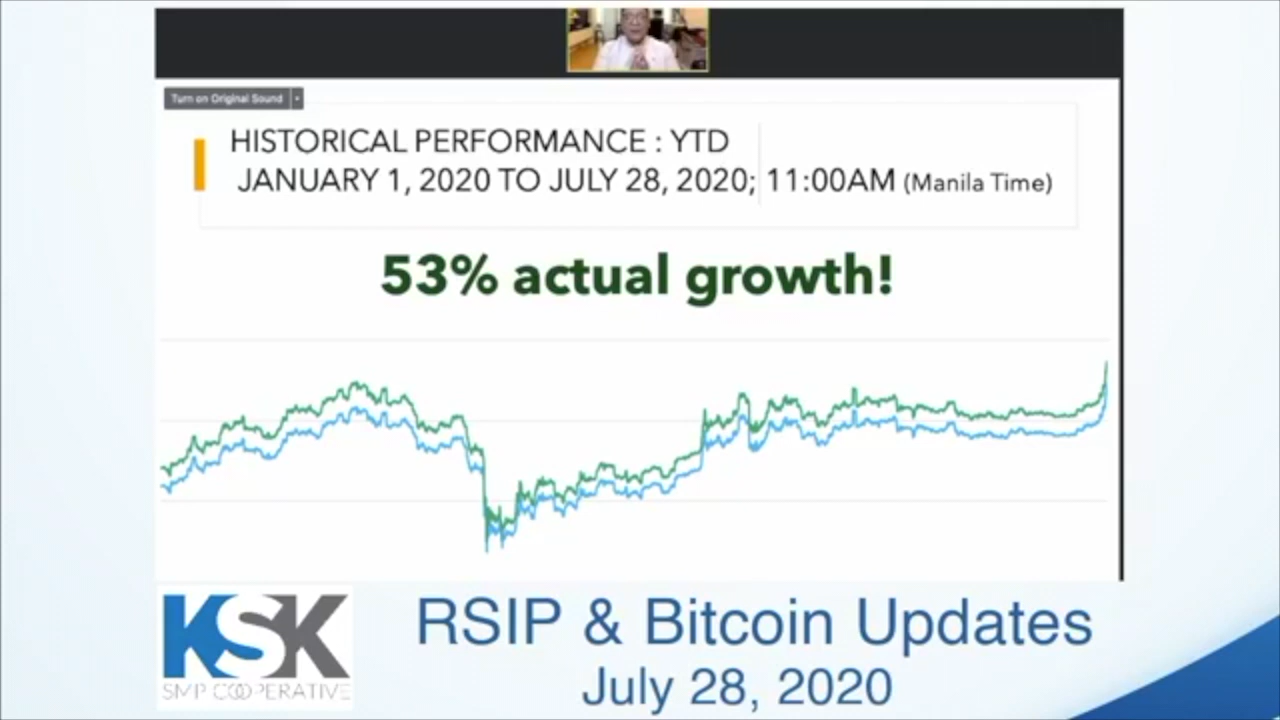 Turn on Original Sound
HISTORICAL PERFORMANCE : YTD
JANUARY 1, 2020 TO JULY 28, 2020; 11:00AM (Manila Time)
53% actual growth!
KSK
SMP COOPERATIVE
RSIP & Bitcoin Updates
July 28, 2020